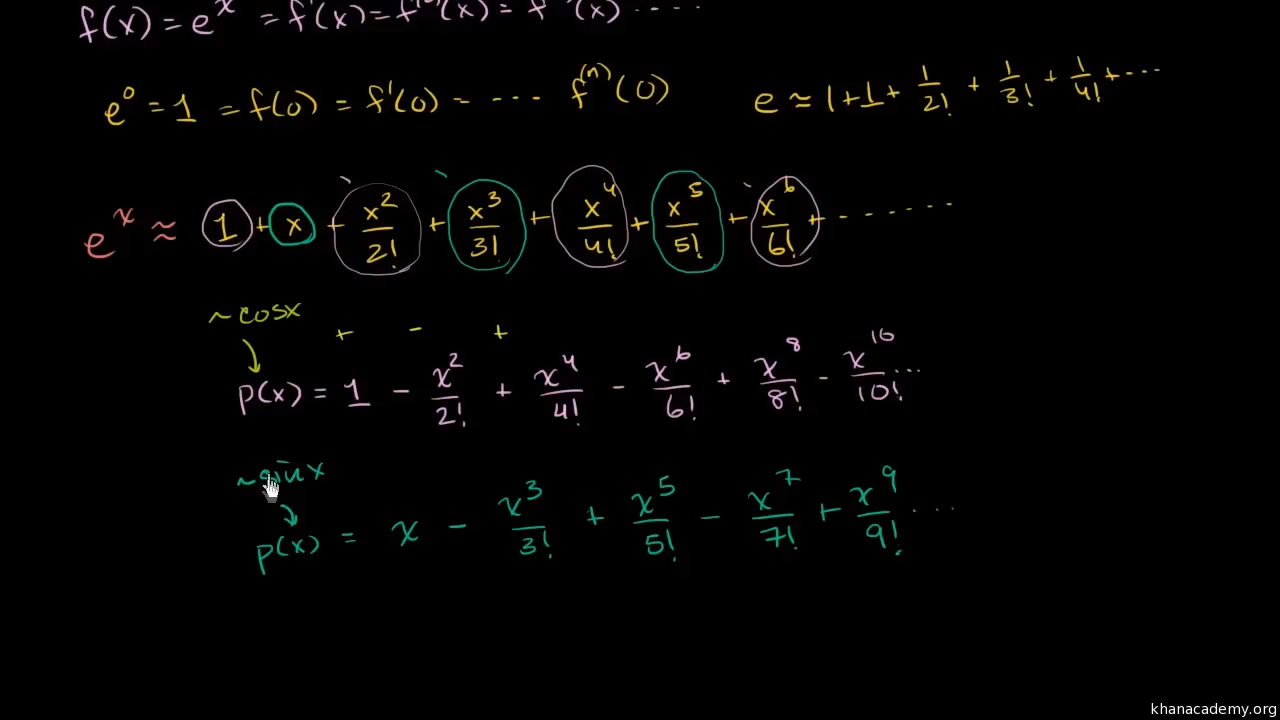 f(x) = e^x = f'(x) = f''(x) = f'''(x) ....
e^0 = 1 = f(0) = f'(0) = ... f^(n)(0)
e ≈ 1 + 1 + 1/2! + 1/3! + 1/4! + ...
e^x ≈ 1 + x + x^2/2! + x^3/3! + x^4/4! + x^5/5! + x^6/6! + .......
~cosx
+ - +
p(x) = 1 - x^2/2! + x^4/4! - x^6/6! + x^8/8! - x^10/10! ...
~sinx
p(x) = x - x^3/3! + x^5/5! - x^7/7! + x^9/9! ...
khanacademy.org